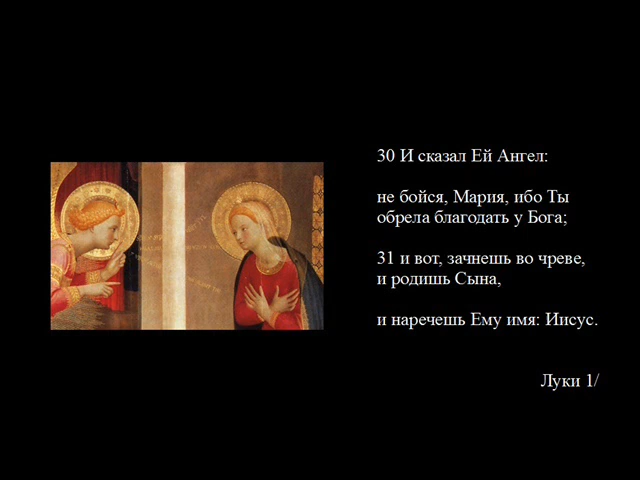 30 И сказал Ей Ангел:
не бойся, Мария, ибо Ты
обрела благодать у Бога;
31 и вот, зачнешь во чреве,
и родишь Сына,
и наречешь Ему имя: Иисус.
Луки 1/